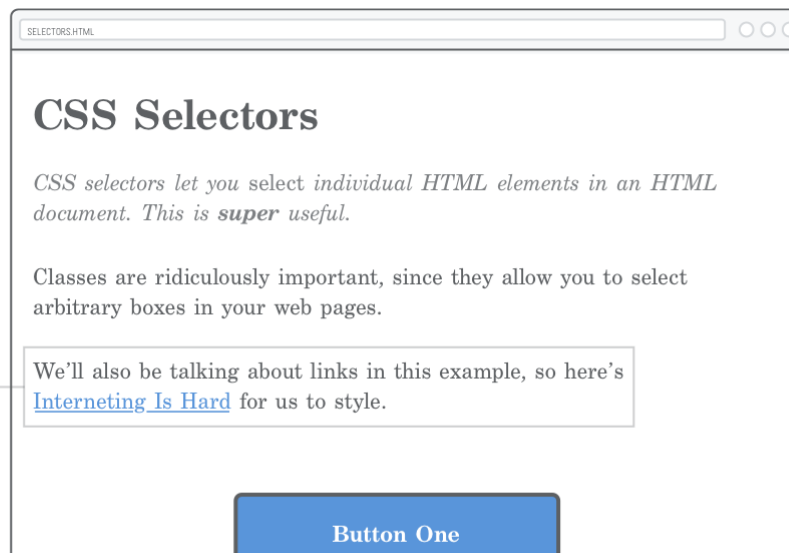 SELECTORS.HTML
CSS Selectors
CSS selectors let you select individual HTML elements in an HTML
document. This is super useful.
Classes are ridiculously important, since they allow you to select
arbitrary boxes in your web pages.
We’ll also be talking about links in this example, so here’s
Interneting Is Hard for us to style.
Button One